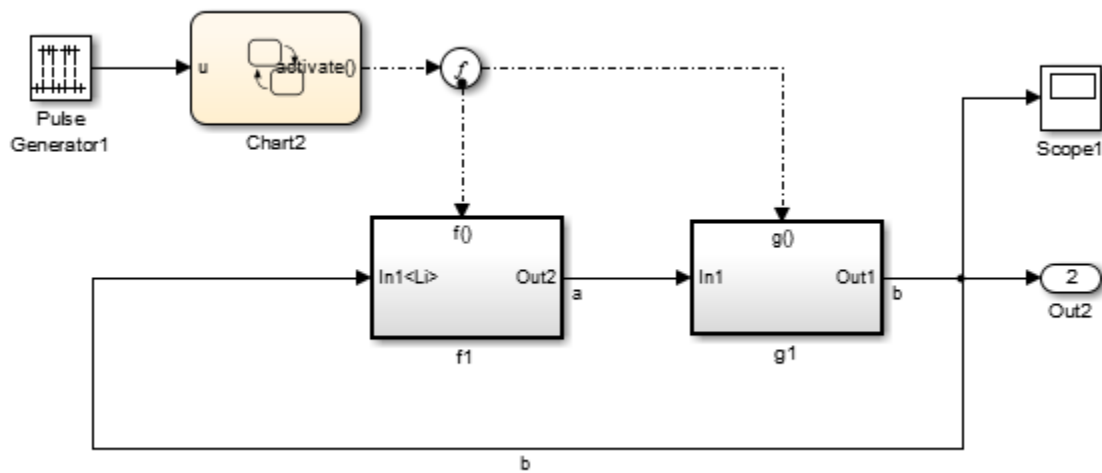 u
activate()
f
Pulse
Generator1
Chart2
Scope1
f()
g()
In1<Li>
Out2
a
In1
Out1
b
2
Out2
f1
g1
b